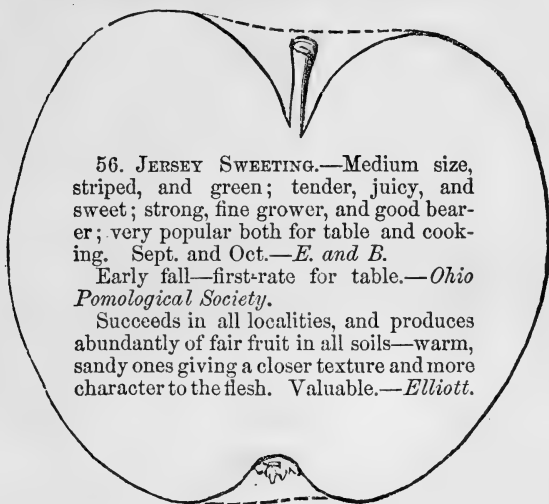 56. JERSEY SWEETING.—Medium size,
striped, and green; tender, juicy, and
sweet; strong, fine grower, and good bear-
er; very popular both for table and cook-
ing. Sept. and Oct.—E. and B.
Early fall—first-rate for table.—Ohio
Pomological Society.
Succeeds in all localities, and produces
abundantly of fair fruit in all soils—warm,
sandy ones giving a closer texture and more
character to the flesh. Valuable.—Elliott.